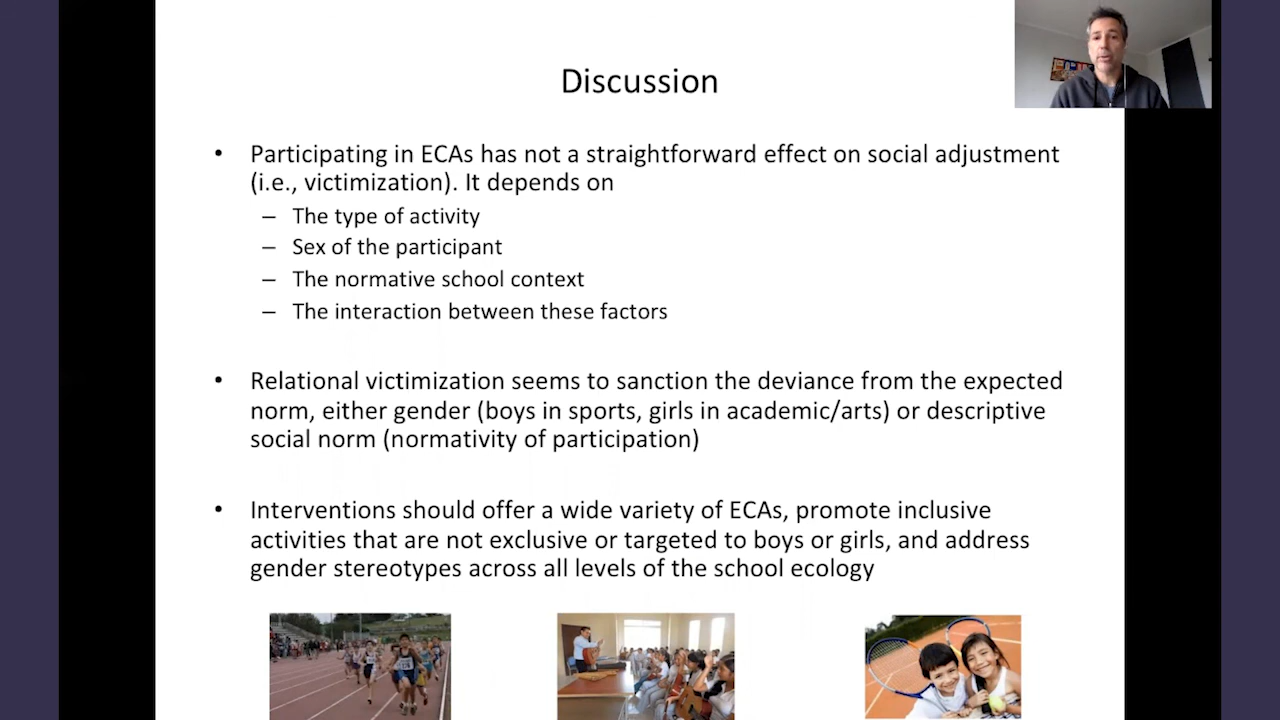 Discussion
• Participating in ECAs has not a straightforward effect on social adjustment
(i.e., victimization). It depends on
– The type of activity
– Sex of the participant
– The normative school context
– The interaction between these factors
• Relational victimization seems to sanction the deviance from the expected
norm, either gender (boys in sports, girls in academic/arts) or descriptive
social norm (normativity of participation)
• Interventions should offer a wide variety of ECAs, promote inclusive
activities that are not exclusive or targeted to boys or girls, and address
gender stereotypes across all levels of the school ecology